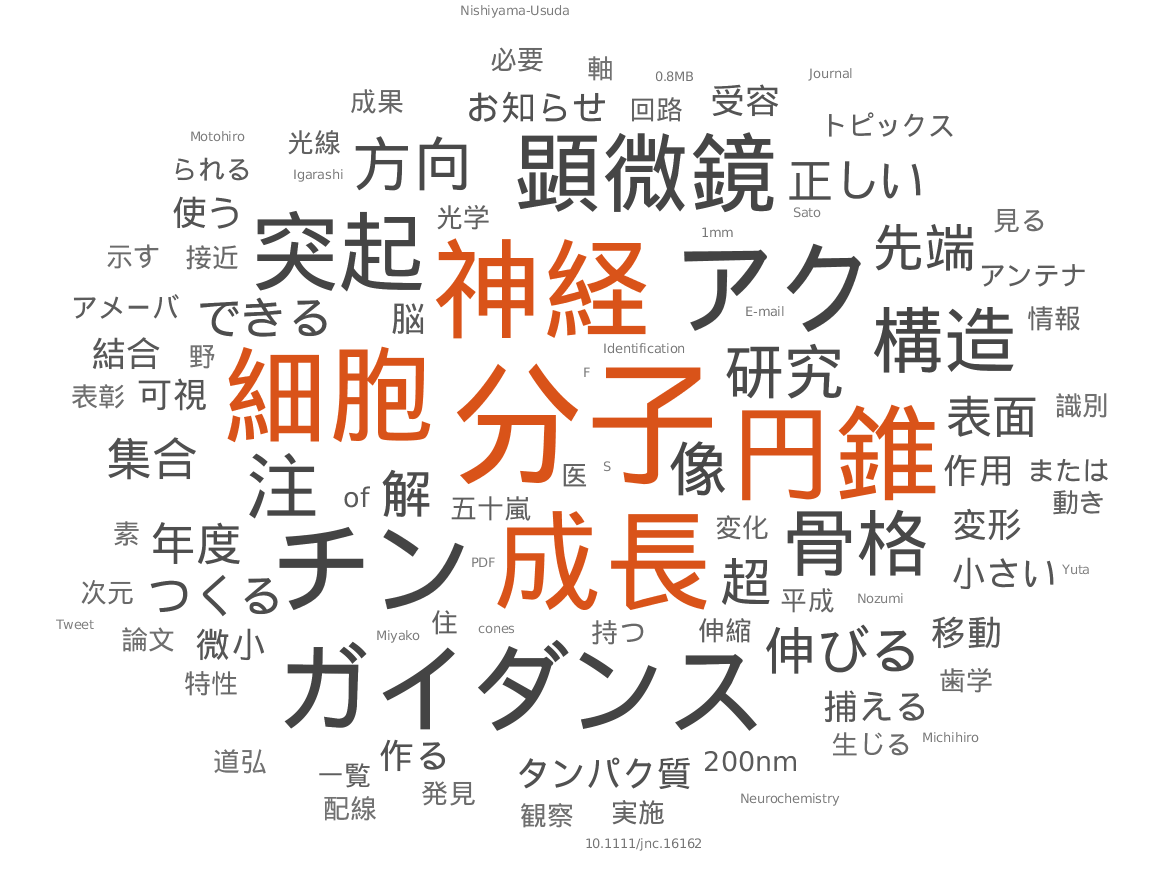 Nishiyama-Usuda
必要
軸
0.8MB
Journal
成果
お知らせ
回路
受容
トピックス
Motohiro
光線
方向
顕微鏡
正しい
られる
Igarashi
使う
突起
光学
Sato
見る
1mm
先端
示す
接近
神経
アク
アンテナ
アメーバ
できる
脳
E-mail
構造
情報
結合
野
Identification
研究
表彰
可視
細胞
分子
F
円錐
表面
識別
集合
注
of
解
医
S
像
作用
または
動き
素
年度
チン
五十嵐
PDF
成長
変化
骨格
変形
次元
つくる
超
平成
小さい
Yuta
Nozumi
Tweet
論文
微小
Miyako
住
cones
持つ
伸縮
伸びる
移動
特性
ガイダンス
歯学
捕える
生じる
Michihiro
道弘
一覧
作る
タンパク質
200nm
配線
発見
観察
実施
Neurochemistry
10.1111/jnc.16162